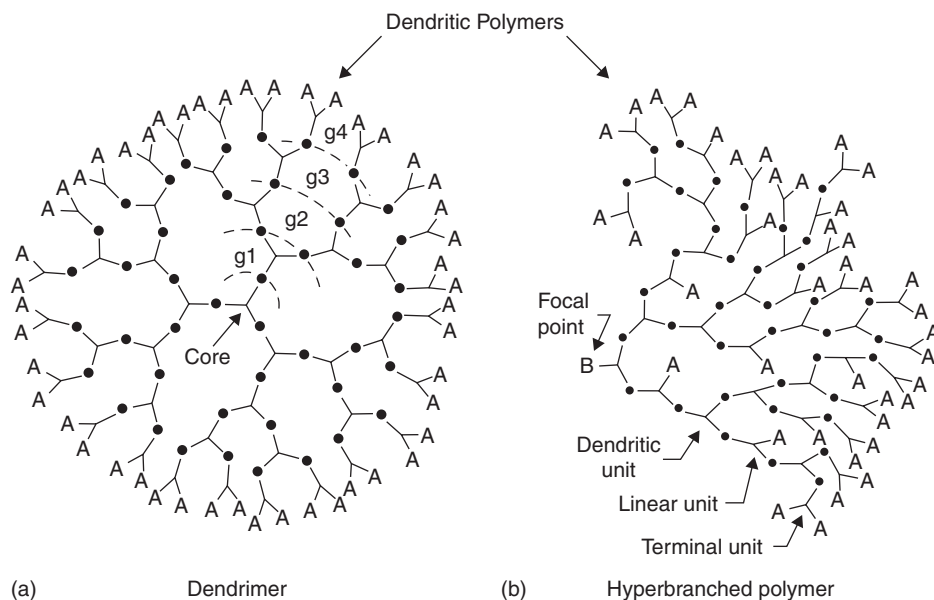 Dendritic Polymers
A A A A
A A A A A A
g4
A A A A
g3
A A A A
g2
A A
g1
A A
Core
A A A A
A A A A
A A A A
A A A A
A A A A
A A A A A A
A A A A
(a) Dendrimer
A A A A
A A A A
A A A A
A A A A
A A A
A A A
Focal
point
B
A A A A
A A A A
A A A A
Dendritic
unit
A A A
Linear unit
A A
Terminal unit
A A
(b) Hyperbranched polymer